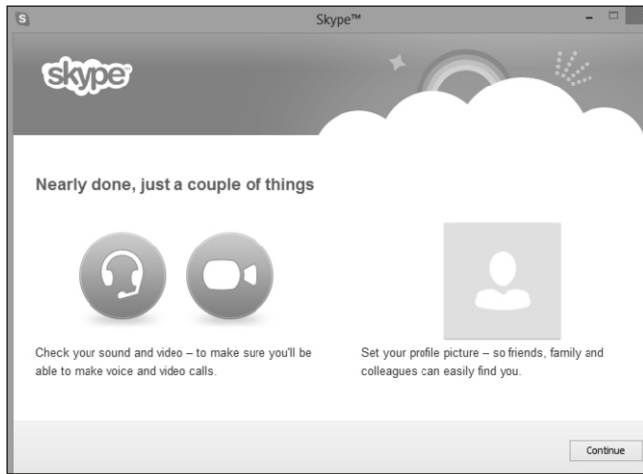 Skype™
skype™
Nearly done, just a couple of things
Check your sound and video – to make sure you'll be
able to make voice and video calls.
Set your profile picture – so friends, family and
colleagues can easily find you.
Continue